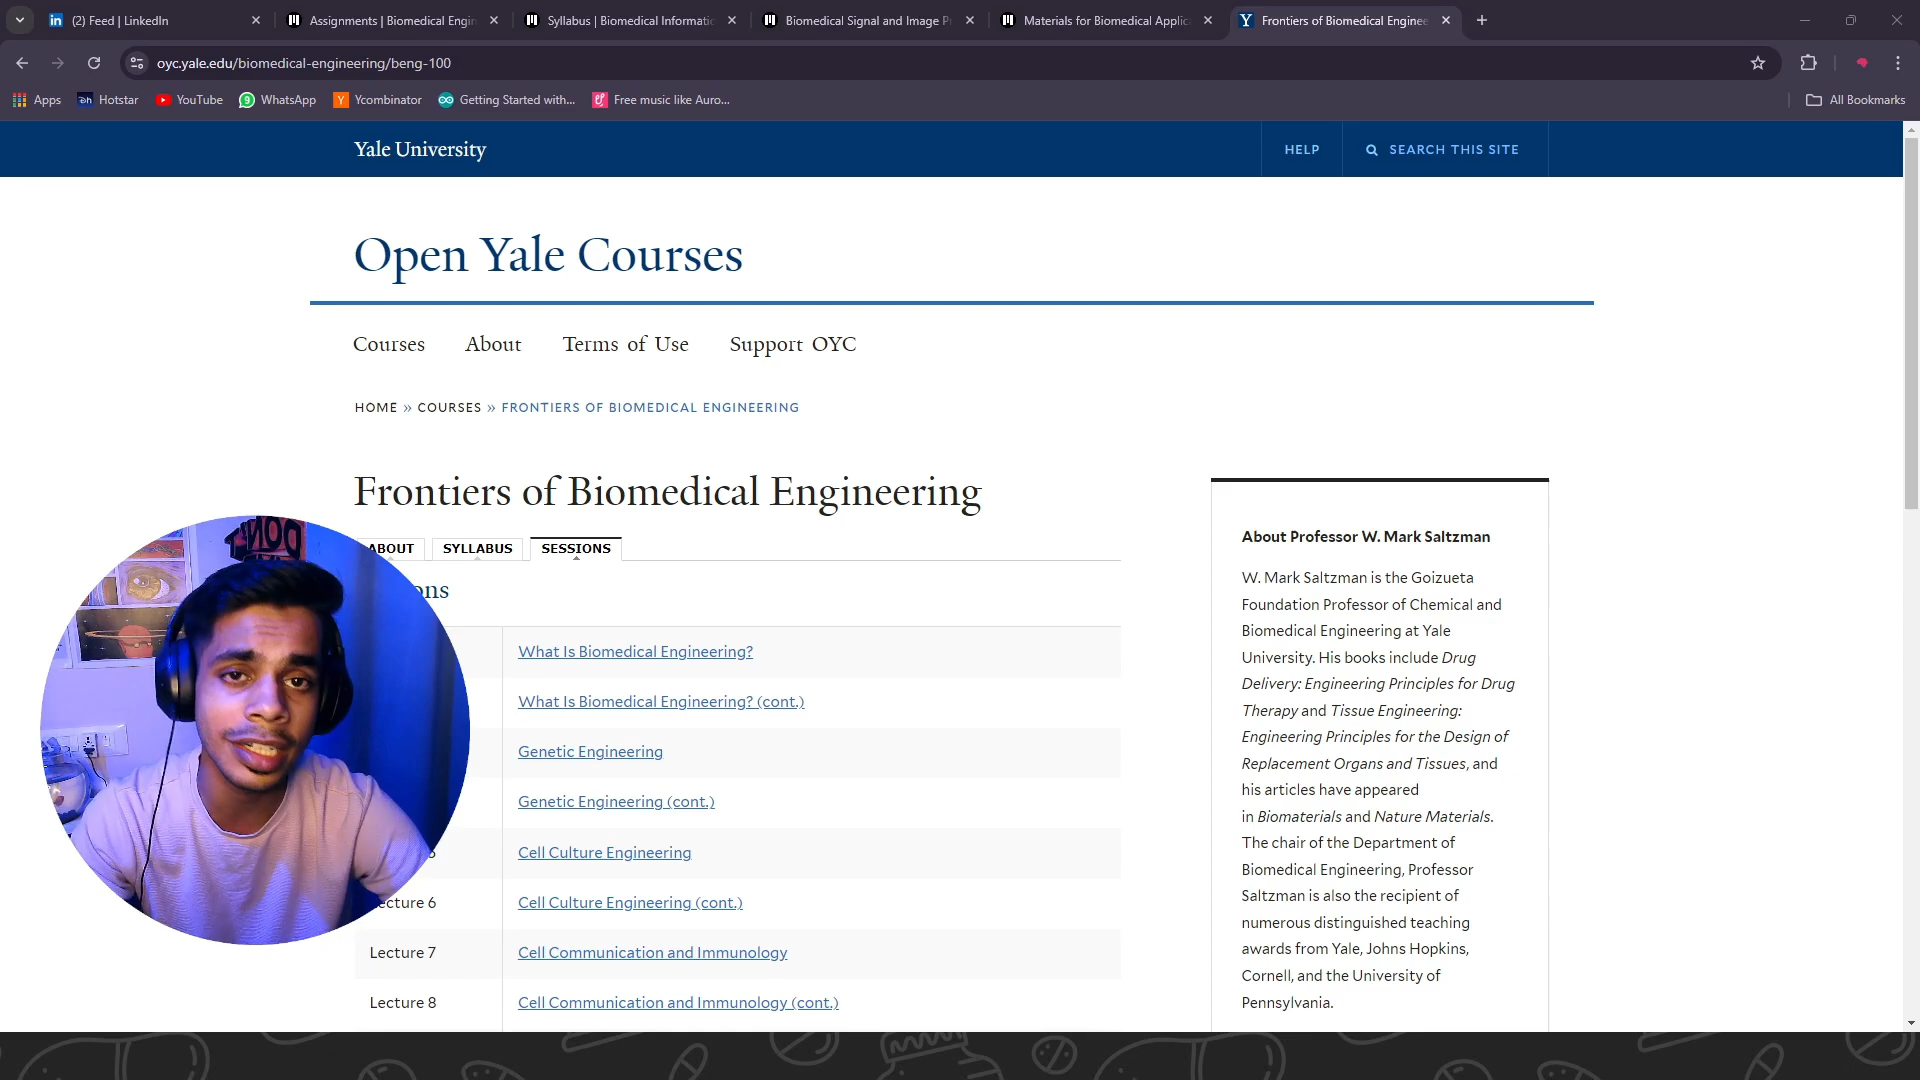 (2) Feed | LinkedIn
Assignments | Biomedical Engin
Syllabus | Biomedical Informatic
Biomedical Signal and Image P
Materials for Biomedical Applic
Frontiers of Biomedical Enginee
oyc.yale.edu/biomedical-engineering/beng-100
Apps
Hotstar
YouTube
WhatsApp
Ycombinator
Getting Started with...
Free music like Auro...
All Bookmarks
Yale University
HELP
SEARCH THIS SITE
Open Yale Courses
Courses
About
Terms of Use
Support OYC
HOME » COURSES » FRONTIERS OF BIOMEDICAL ENGINEERING
Frontiers of Biomedical Engineering
ABOUT
SYLLABUS
SESSIONS
ons
What Is Biomedical Engineering?
What Is Biomedical Engineering? (cont.)
Genetic Engineering
Genetic Engineering (cont.)
Cell Culture Engineering
ecture 6
Cell Culture Engineering (cont.)
Lecture 7
Cell Communication and Immunology
Lecture 8
Cell Communication and Immunology (cont.)
About Professor W. Mark Saltzman
W. Mark Saltzman is the Goizueta
Foundation Professor of Chemical and
Biomedical Engineering at Yale
University. His books include Drug
Delivery: Engineering Principles for Drug
Therapy and Tissue Engineering:
Engineering Principles for the Design of
Replacement Organs and Tissues, and
his articles have appeared
in Biomaterials and Nature Materials.
The chair of the Department of
Biomedical Engineering, Professor
Saltzman is also the recipient of
numerous distinguished teaching
awards from Yale, Johns Hopkins,
Cornell, and the University of
Pennsylvania.